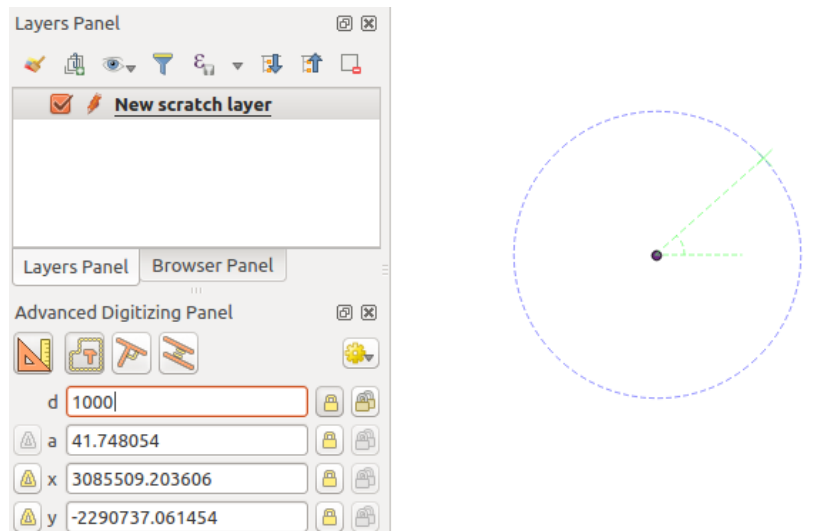 Layers Panel
New scratch layer
Layers Panel Browser Panel
Advanced Digitizing Panel
d 1000
a 41.748054
x 3085509.203606
y -2290737.061454